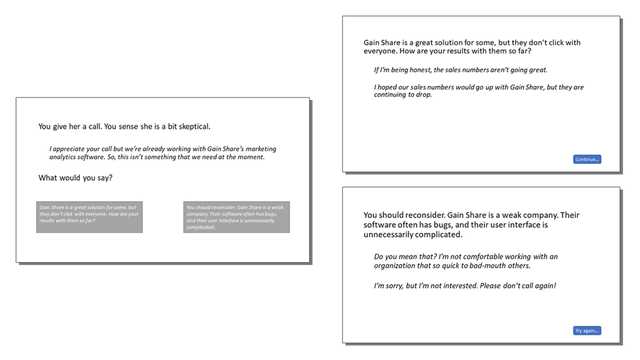 You give her a call. You sense she is a bit skeptical.
I appreciate your call but we're already working with Gain Share's marketing
analytics software. So, this isn't something that we need at the moment.
What would you say?
Gain Share is a great solution for some, but
they don't click with everyone. How are your
results with them so far?
You should reconsider. Gain Share is a weak
company. Their software often has bugs,
and their user interface is unnecessarily
complicated.
Gain Share is a great solution for some, but they don't click with
everyone. How are your results with them so far?
If I'm being honest, the sales numbers aren't going great.
I hoped our sales numbers would go up with Gain Share, but they are
continuing to drop.
Continue...
You should reconsider. Gain Share is a weak company. Their
software often has bugs, and their user interface is
unnecessarily complicated.
Do you mean that? I'm not comfortable working with an
organization that so quick to bad-mouth others.
I'm sorry, but I'm not interested. Please don't call again!
Try again...